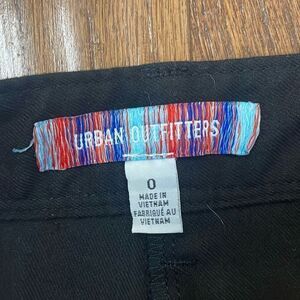 URBAN OUTFITTERS
0
MADE IN
VIETNAM
FABRIQUÉ AU
VIETNAM